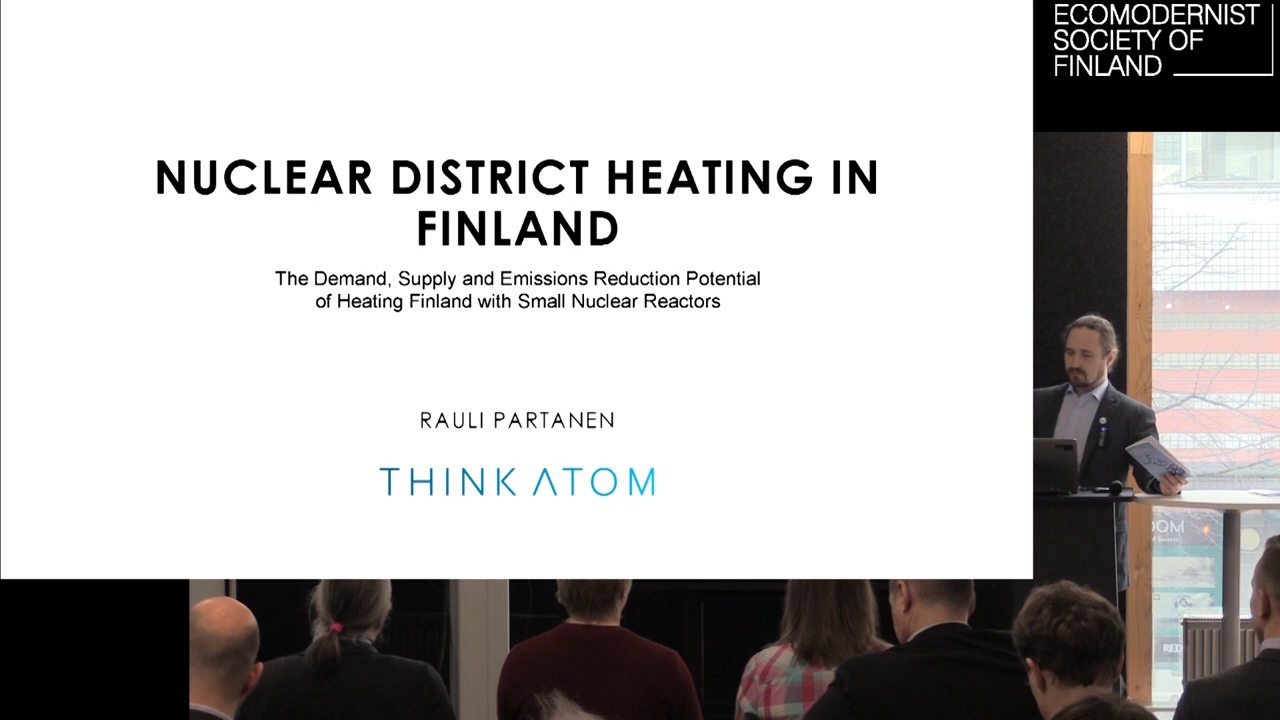 ECOMODERNIST
SOCIETY OF
FINLAND
NUCLEAR DISTRICT HEATING IN
FINLAND
The Demand, Supply and Emissions Reduction Potential
of Heating Finland with Small Nuclear Reactors
RAULI PARTANEN
THINK ATOM